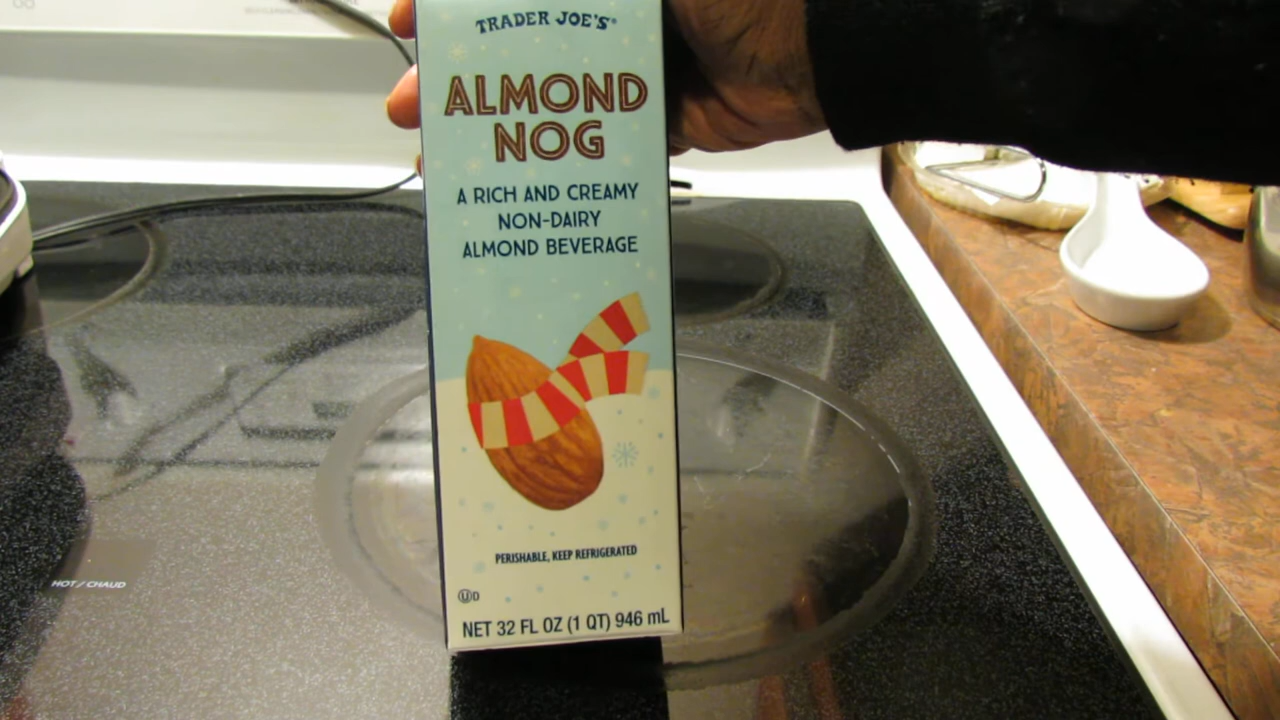 TRADER JOE'S
ALMOND
NOG
A RICH AND CREAMY
NON-DAIRY
ALMOND BEVERAGE
PERISHABLE, KEEP REFRIGERATED
UD
NET 32 FL OZ (1 QT) 946 mL
HOT / CHAUD